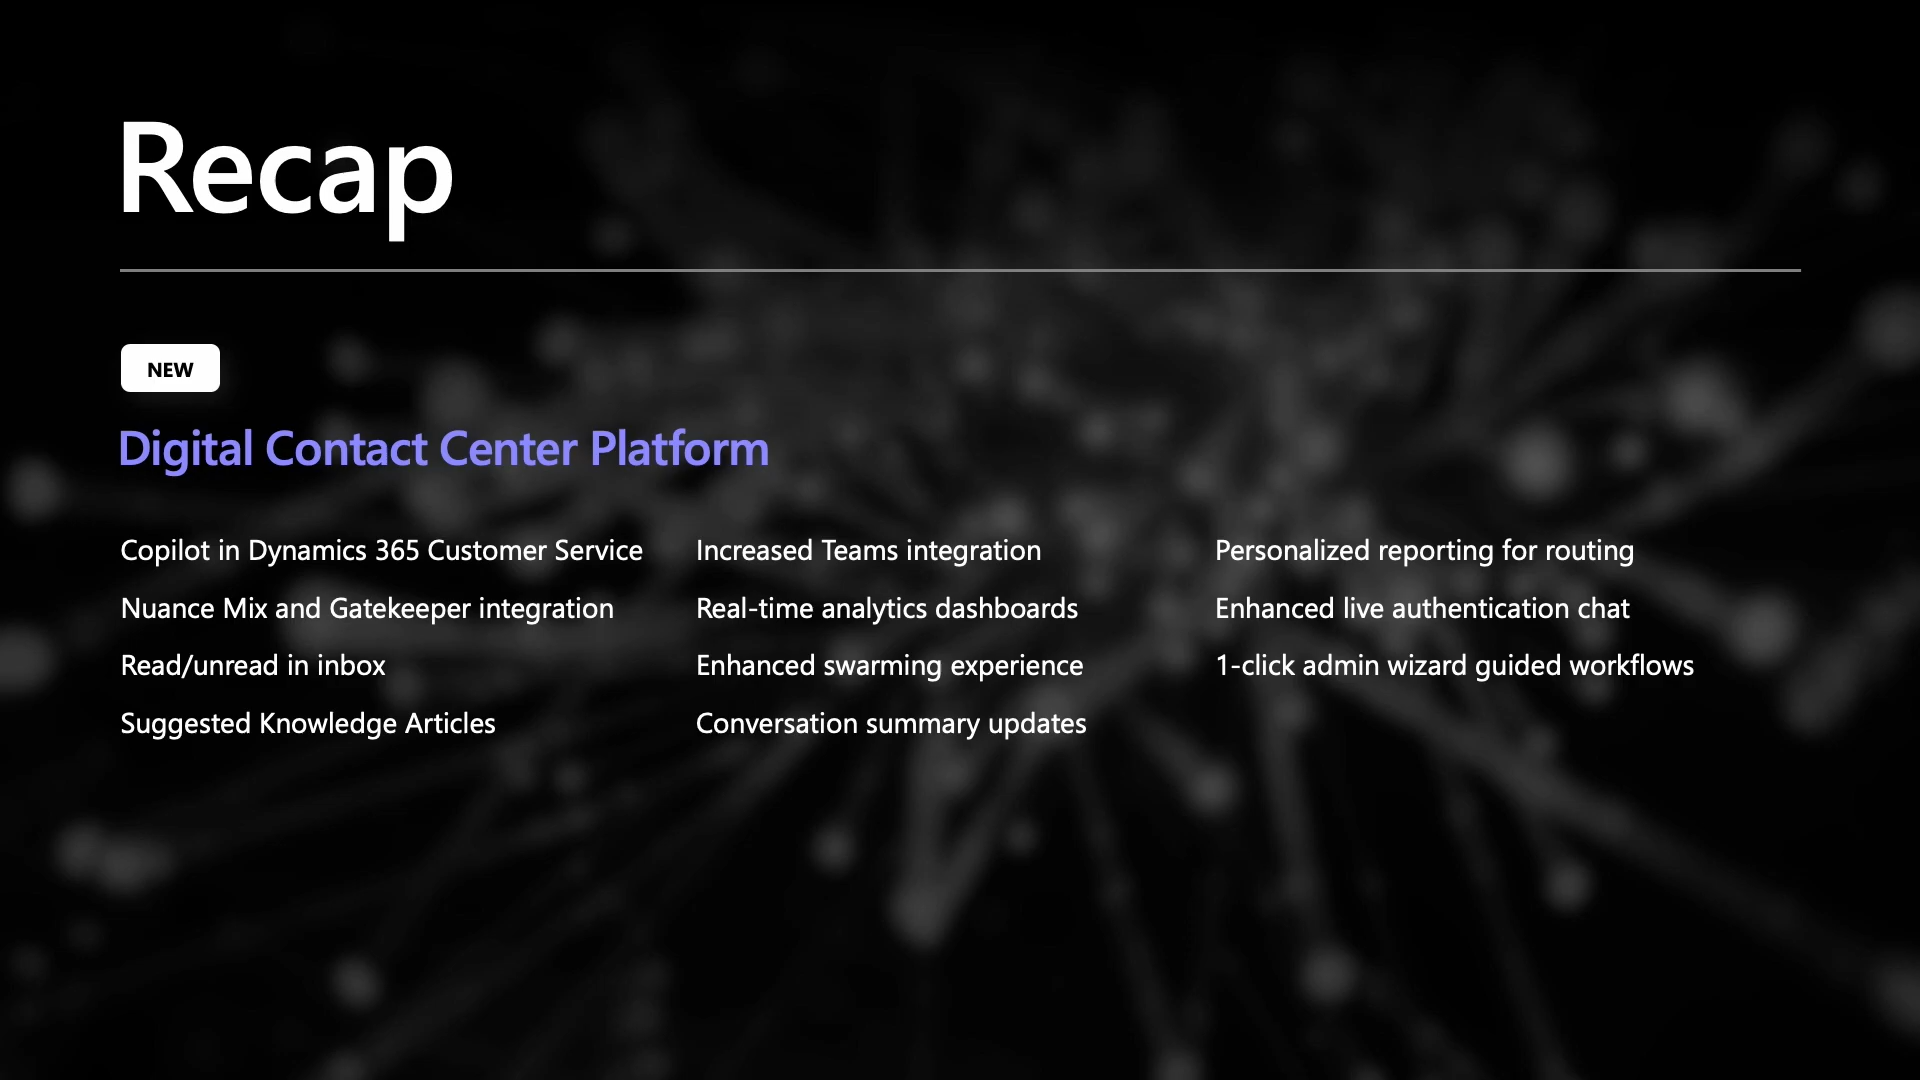 Recap
NEW
Digital Contact Center Platform
Copilot in Dynamics 365 Customer Service
Nuance Mix and Gatekeeper integration
Read/unread in inbox
Suggested Knowledge Articles
Increased Teams integration
Real-time analytics dashboards
Enhanced swarming experience
Conversation summary updates
Personalized reporting for routing
Enhanced live authentication chat
1-click admin wizard guided workflows